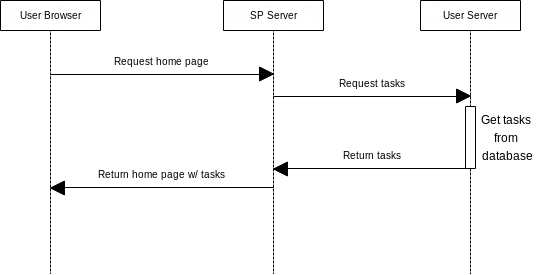 User Browser
SP Server
User Server
Request home page
Request tasks
Get tasks
from
database
Return tasks
Return home page w/ tasks